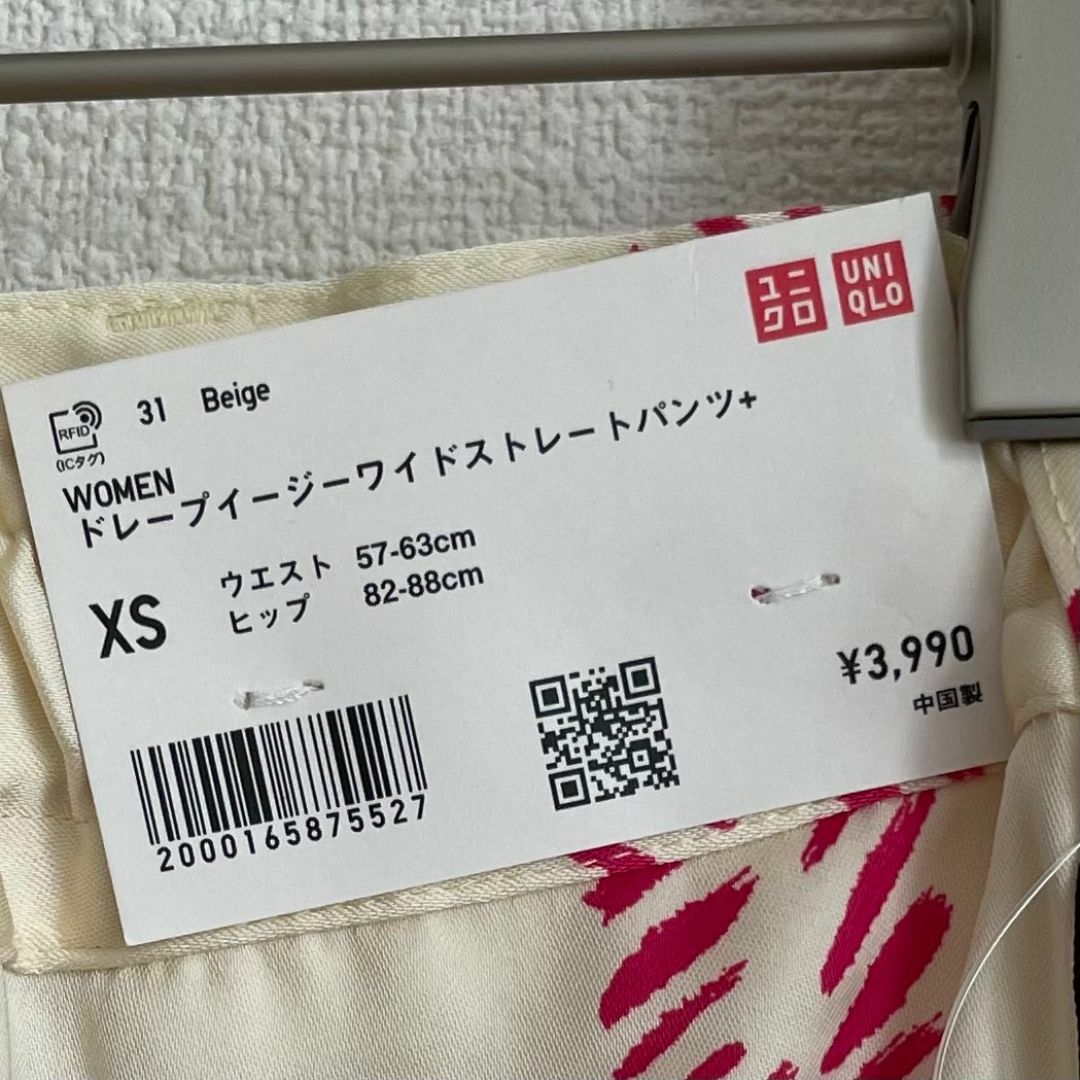 ユニ
クロ
UNI
QLO
RFID
(ICタグ)
31 Beige
WOMEN
ドレープイージーワイドストレートパンツ+
XS
ウエスト 57-63cm
ヒップ 82-88cm
¥3,990
中国製
2000165875527